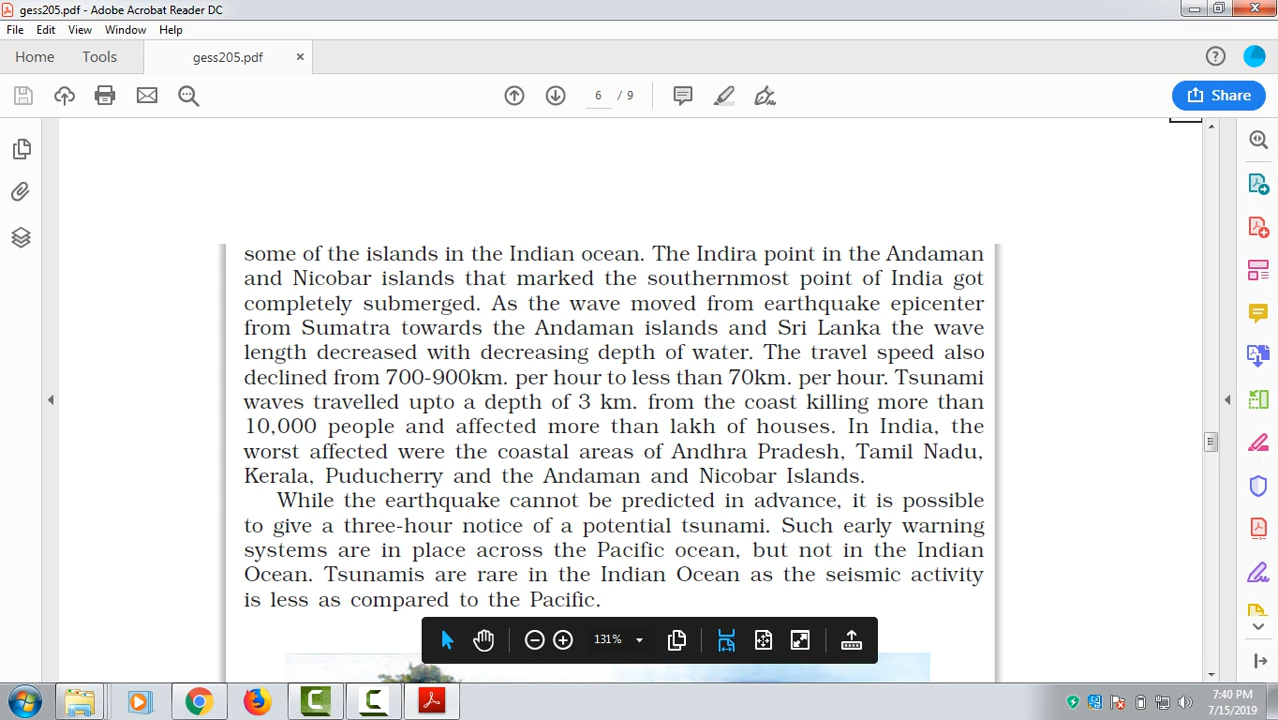 gess205.pdf - Adobe Acrobat Reader DC
File Edit View Window Help
Home Tools gess205.pdf
6 / 9
Share
some of the islands in the Indian ocean. The Indira point in the Andaman
and Nicobar islands that marked the southernmost point of India got
completely submerged. As the wave moved from earthquake epicenter
from Sumatra towards the Andaman islands and Sri Lanka the wave
length decreased with decreasing depth of water. The travel speed also
declined from 700-900km. per hour to less than 70km. per hour. Tsunami
waves travelled upto a depth of 3 km. from the coast killing more than
10,000 people and affected more than lakh of houses. In India, the
worst affected were the coastal areas of Andhra Pradesh, Tamil Nadu,
Kerala, Puducherry and the Andaman and Nicobar Islands.
While the earthquake cannot be predicted in advance, it is possible
to give a three-hour notice of a potential tsunami. Such early warning
systems are in place across the Pacific ocean, but not in the Indian
Ocean. Tsunamis are rare in the Indian Ocean as the seismic activity
is less as compared to the Pacific.
131%
7:40 PM
7/15/2019